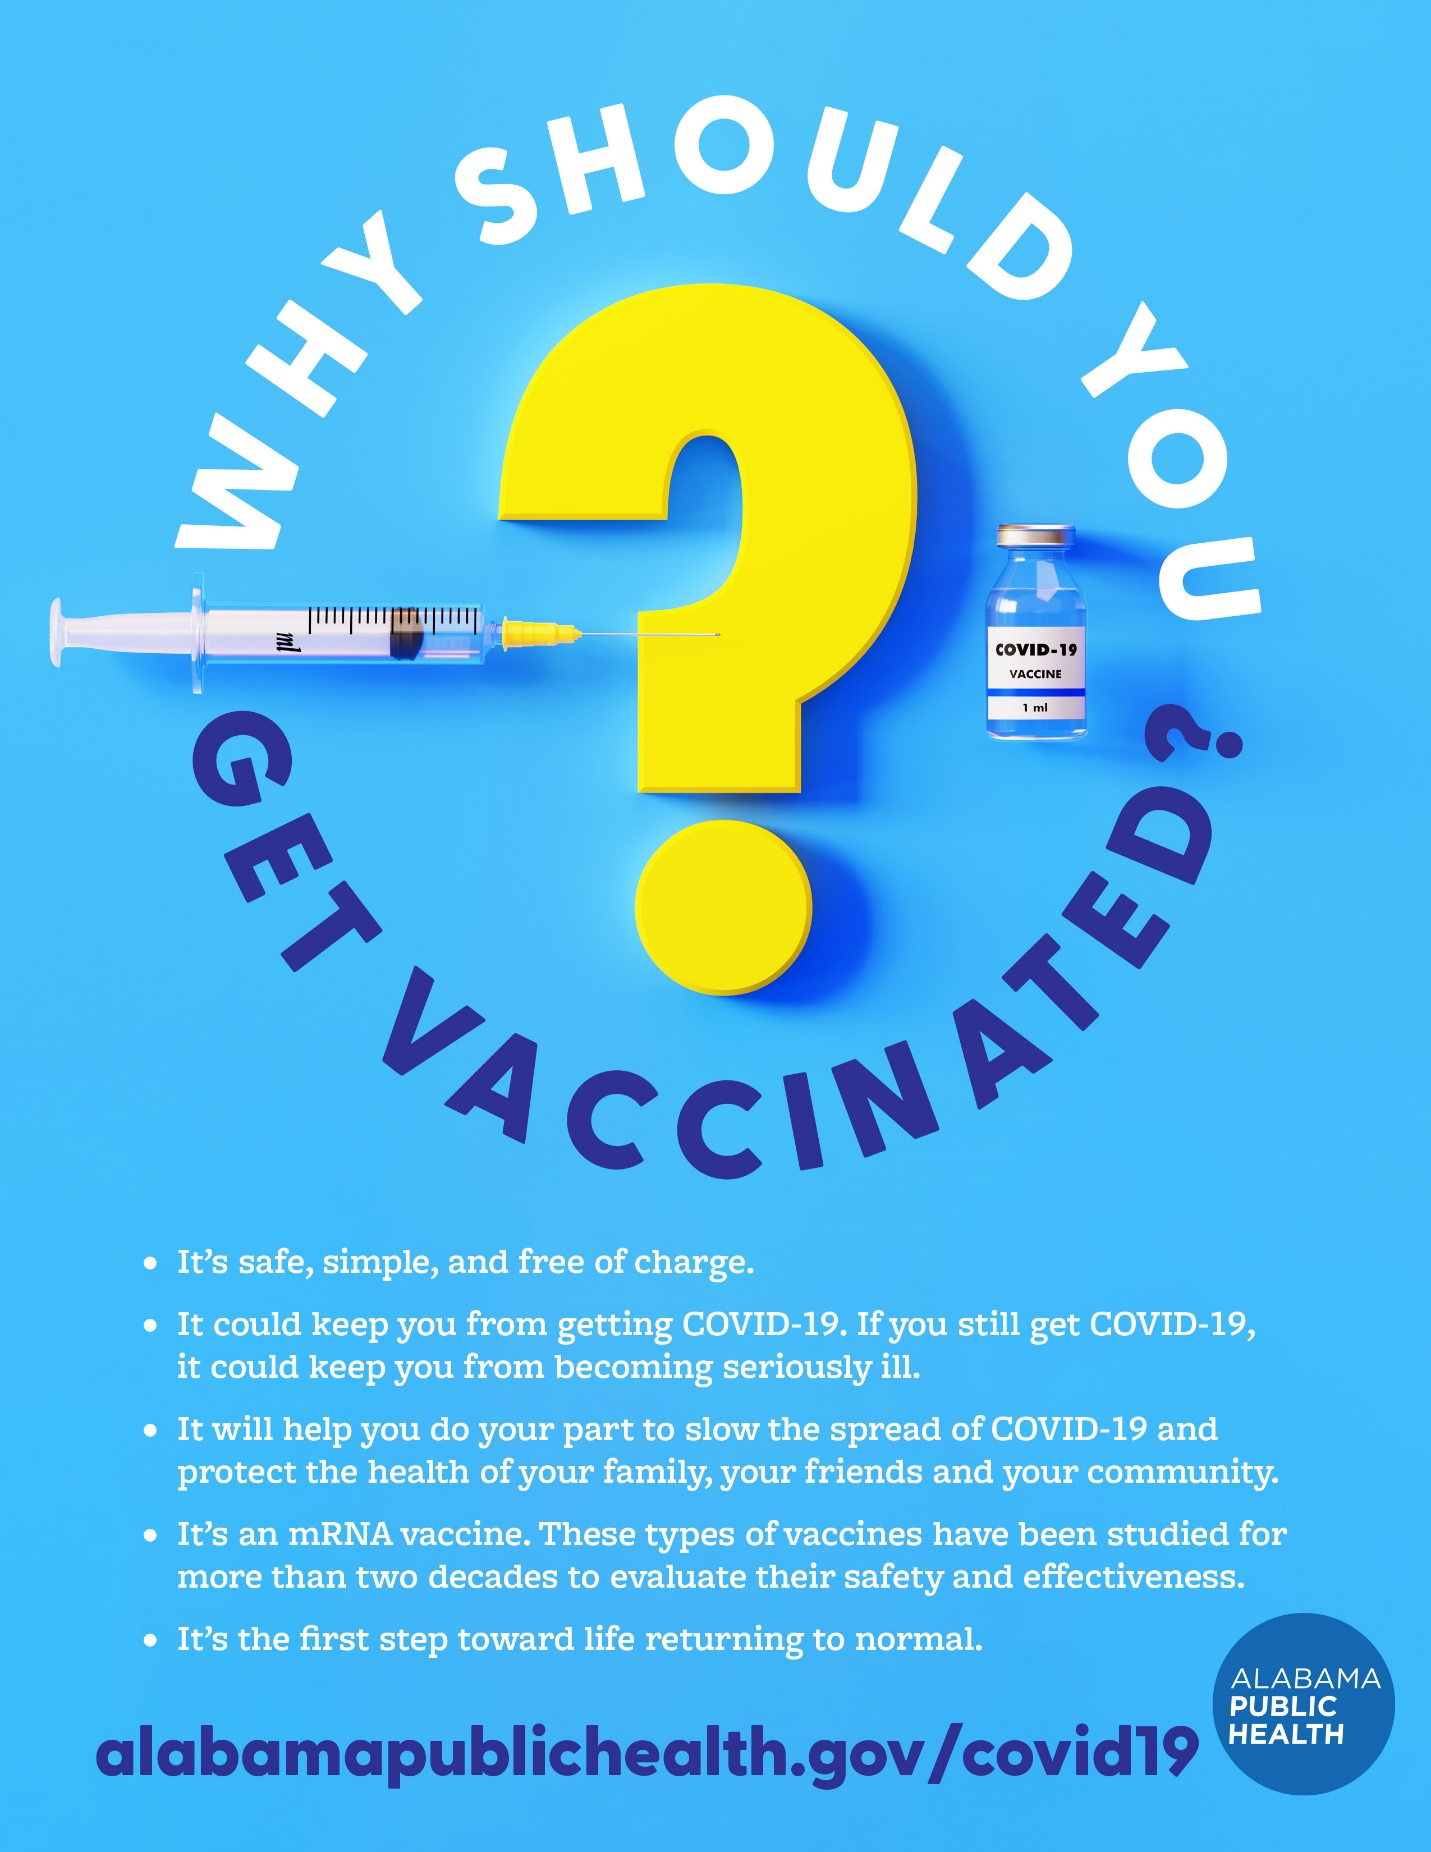 WHY SHOULD YOU
GET VACCINATED?
ml
COVID-19
VACCINE
1 ml
• It’s safe, simple, and free of charge.
• It could keep you from getting COVID-19. If you still get COVID-19,
it could keep you from becoming seriously ill.
• It will help you do your part to slow the spread of COVID-19 and
protect the health of your family, your friends and your community.
• It’s an mRNA vaccine. These types of vaccines have been studied for
more than two decades to evaluate their safety and effectiveness.
• It’s the first step toward life returning to normal.
alabamapublichealth.gov/covid19
ALABAMA
PUBLIC
HEALTH